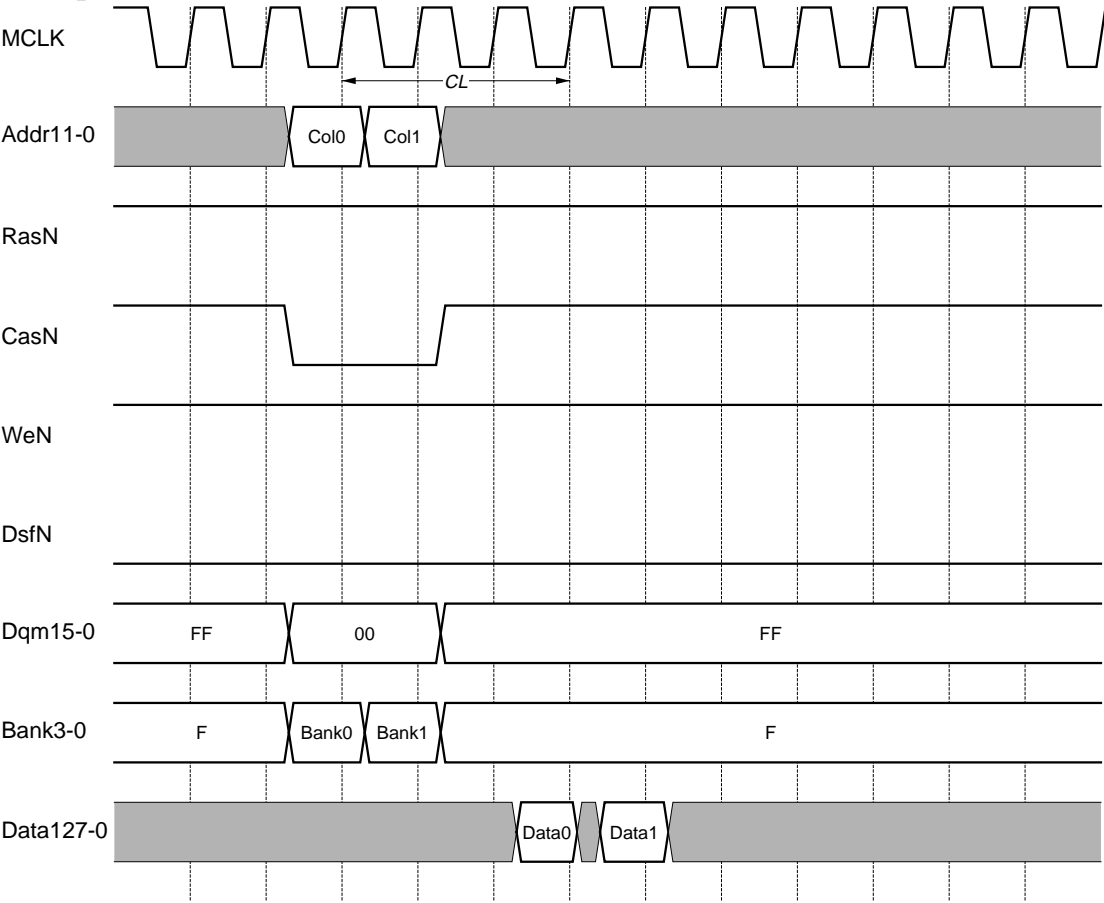 MCLK
CL
Addr11-0 Col0 Col1
RasN
CasN
WeN
DsfN
Dqm15-0 FF 00 FF
Bank3-0 F Bank0 Bank1 F
Data127-0 Data0 Data1